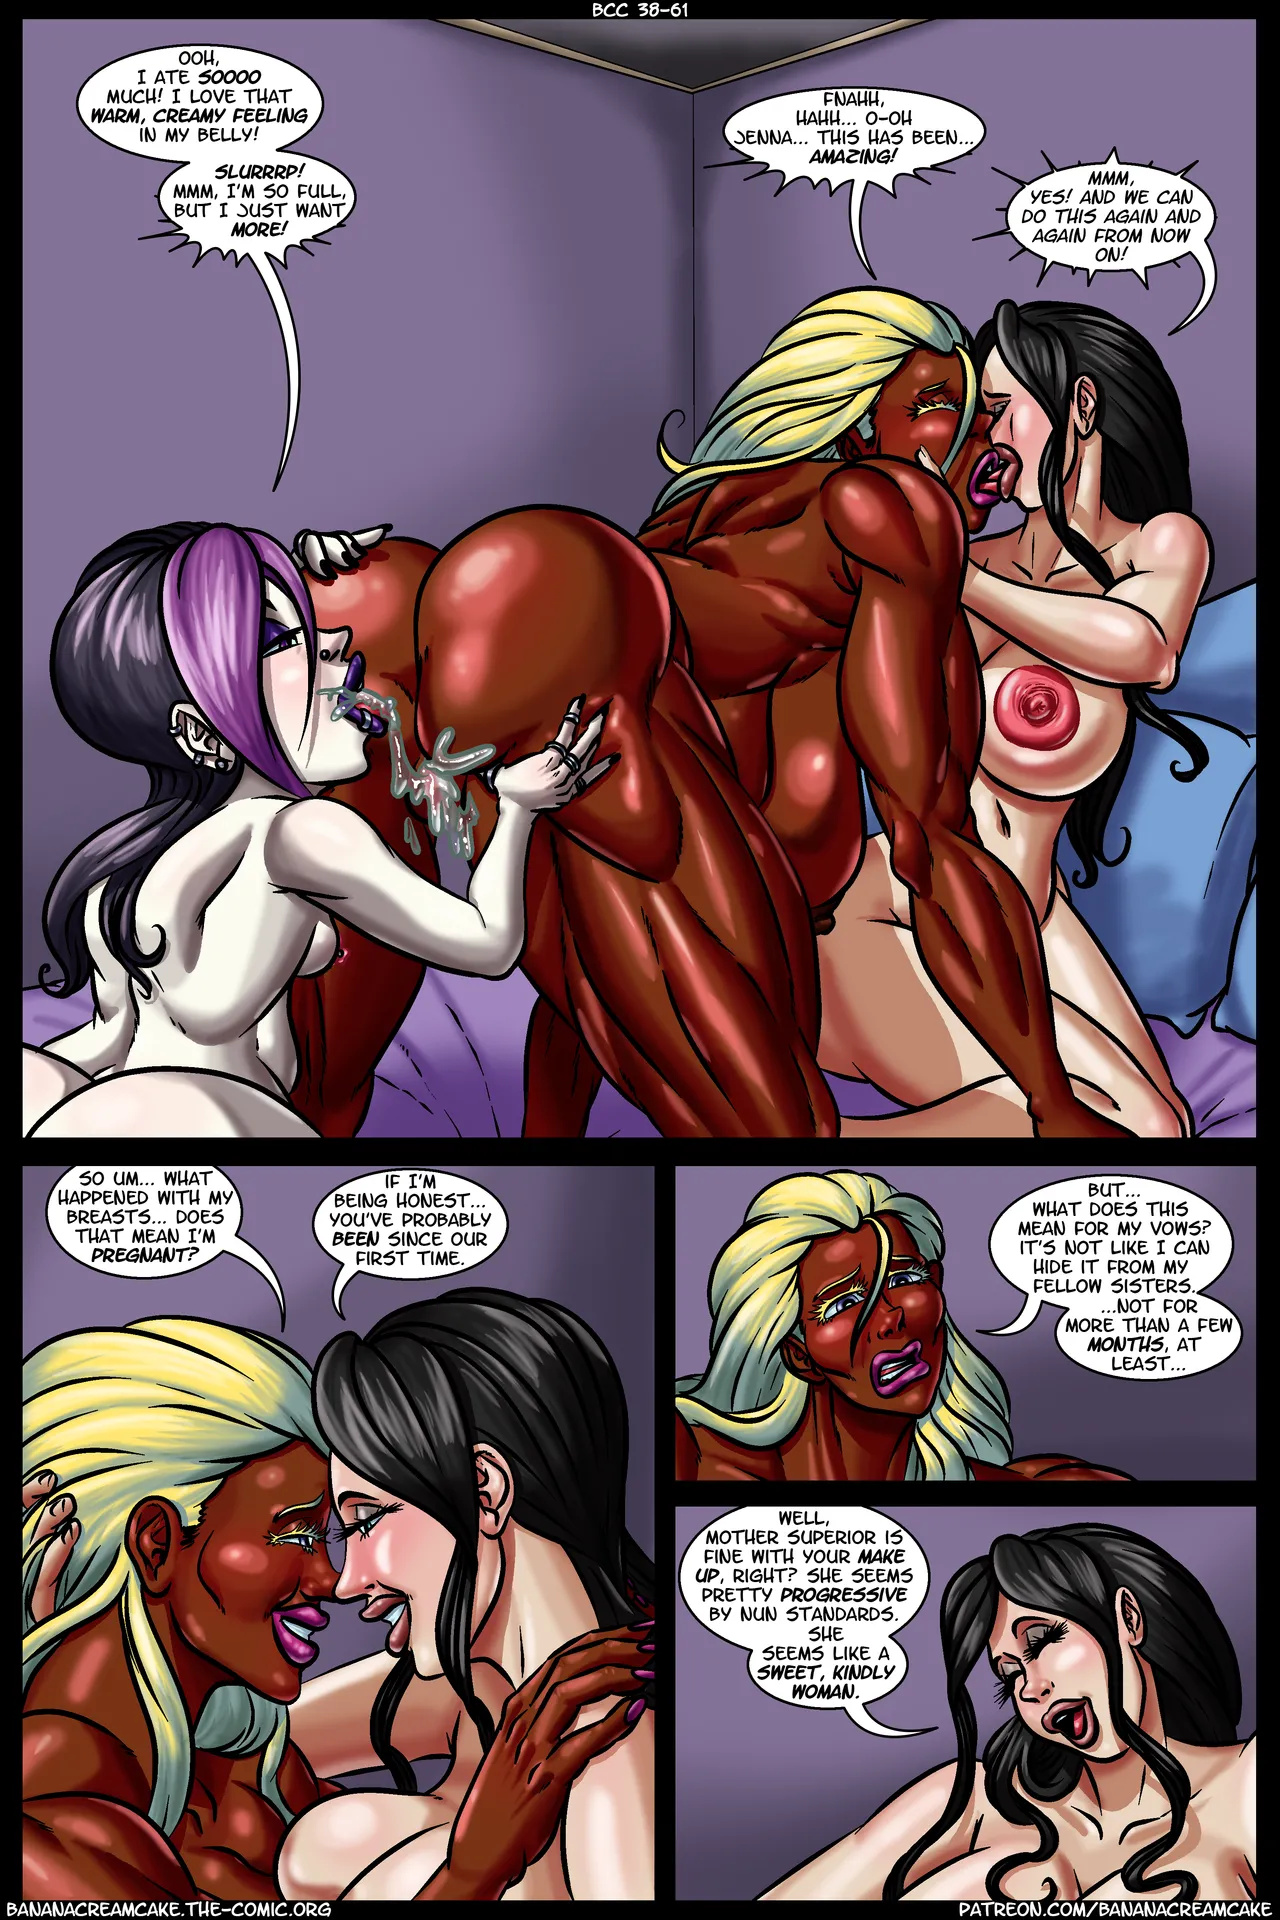 BCC 38-61
OOH,
I ATE SOOOO
MUCH! I LOVE THAT
WARM, CREAMY FEELING
IN MY BELLY!
SLURRRP!
MMM, I'M SO FULL,
BUT I JUST WANT
MORE!
FNAHH,
HAHH... O-OH
JENNA... THIS HAS BEEN...
AMAZING!
MMM,
YES! AND WE CAN
DO THIS AGAIN AND
AGAIN FROM NOW
ON!
SO UM... WHAT
HAPPENED WITH MY
BREASTS... DOES
THAT MEAN I'M
PREGNANT?
IF I'M
BEING HONEST...
YOU'VE PROBABLY
BEEN SINCE OUR
FIRST TIME.
BUT...
WHAT DOES THIS
MEAN FOR MY VOWS?
IT'S NOT LIKE I CAN
HIDE IT FROM MY
FELLOW SISTERS.
...NOT FOR
MORE THAN A FEW
MONTHS, AT
LEAST...
WELL,
MOTHER SUPERIOR IS
FINE WITH YOUR MAKE
UP, RIGHT? SHE SEEMS
PRETTY PROGRESSIVE
BY NUN STANDARDS.
SHE
SEEMS LIKE A
SWEET, KINDLY
WOMAN.
BANANACREAMCAKE.THE-COMIC.ORG
PATREON.COM/BANANACREAMCAKE